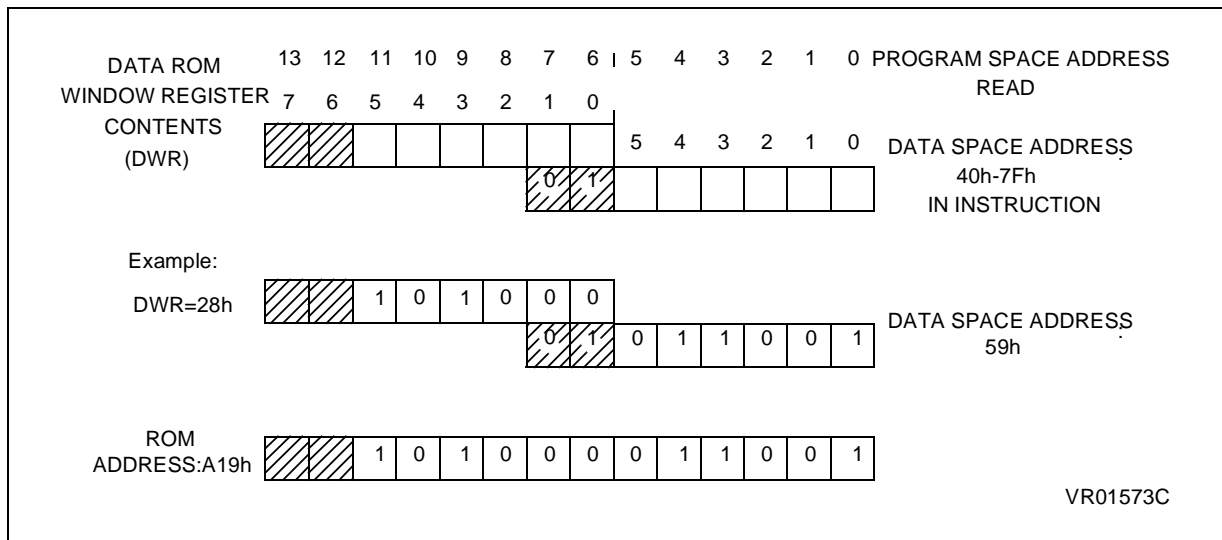 13 12 11 10 9 8 7 6 5 4 3 2 1 0 PROGRAM SPACE ADDRESS
READ
DATA ROM
WINDOW REGISTER 7 6 5 4 3 2 1 0
CONTENTS
(DWR)
5 4 3 2 1 0 DATA SPACE ADDRESS
40h-7Fh
IN INSTRUCTION
0 1
Example:
DWR=28h
1 0 1 0 0 0
0 1 0 1 1 0 0 1
DATA SPACE ADDRESS
59h
ROM
ADDRESS:A19h
1 0 1 0 0 0 0 1 1 0 0 1
VR01573C